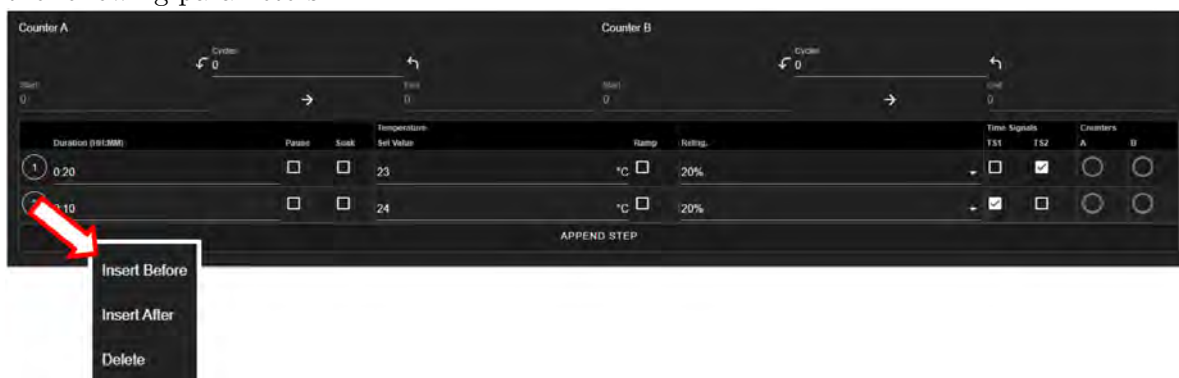 Counter A Counter B
Cycles Cycles
0 0
Start End Start End
0 0 0 0
Temperature Time Signals Counters
Duration (HH:MM) Pause Soak Set Value Ramp Refrig. TS1 TS2 A B
1 0:20 23 °C 20%
:10 24 °C 20%
APPEND STEP
Insert Before
Insert After
Delete